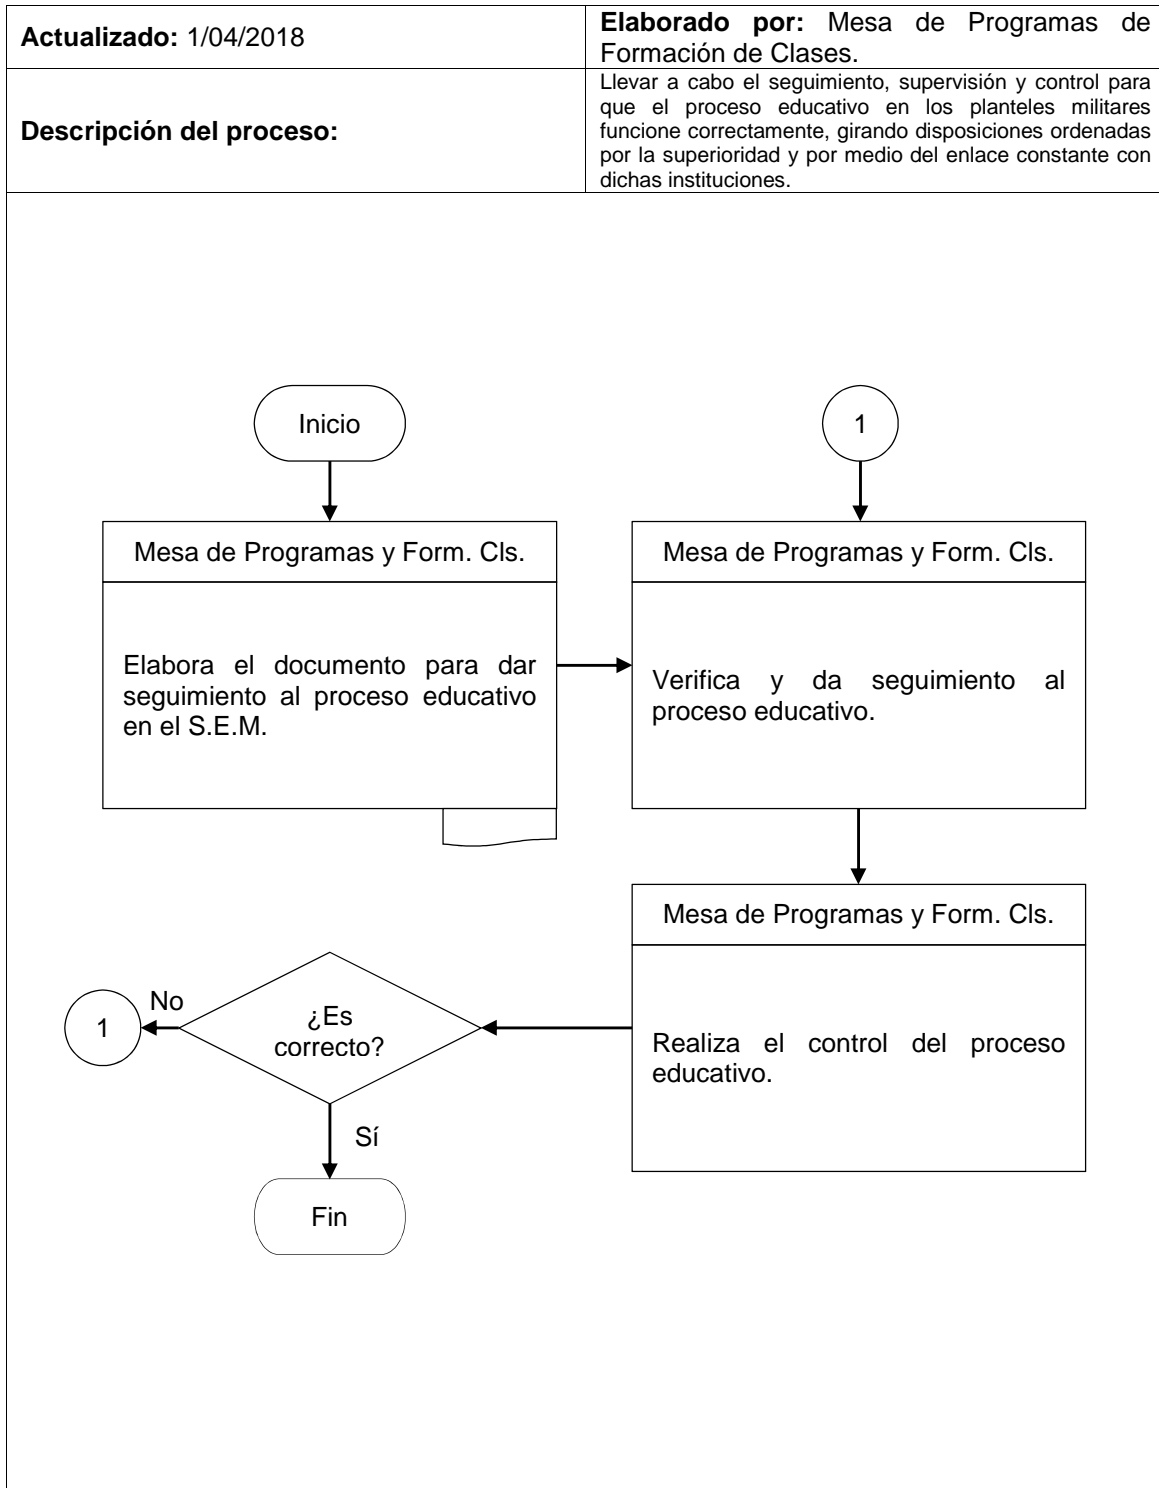 Actualizado: 1/04/2018
Elaborado por: Mesa de Programas de
Formación de Clases.
Descripción del proceso:
Llevar a cabo el seguimiento, supervisión y control para
que el proceso educativo en los planteles militares
funcione correctamente, girando disposiciones ordenadas
por la superioridad y por medio del enlace constante con
dichas instituciones.
Inicio
Mesa de Programas y Form. Cls.
Elabora el documento para dar
seguimiento al proceso educativo
en el S.E.M.
1
Mesa de Programas y Form. Cls.
Verifica y da seguimiento al
proceso educativo.
Mesa de Programas y Form. Cls.
Realiza el control del proceso
educativo.
¿Es
correcto?
No
1
Sí
Fin